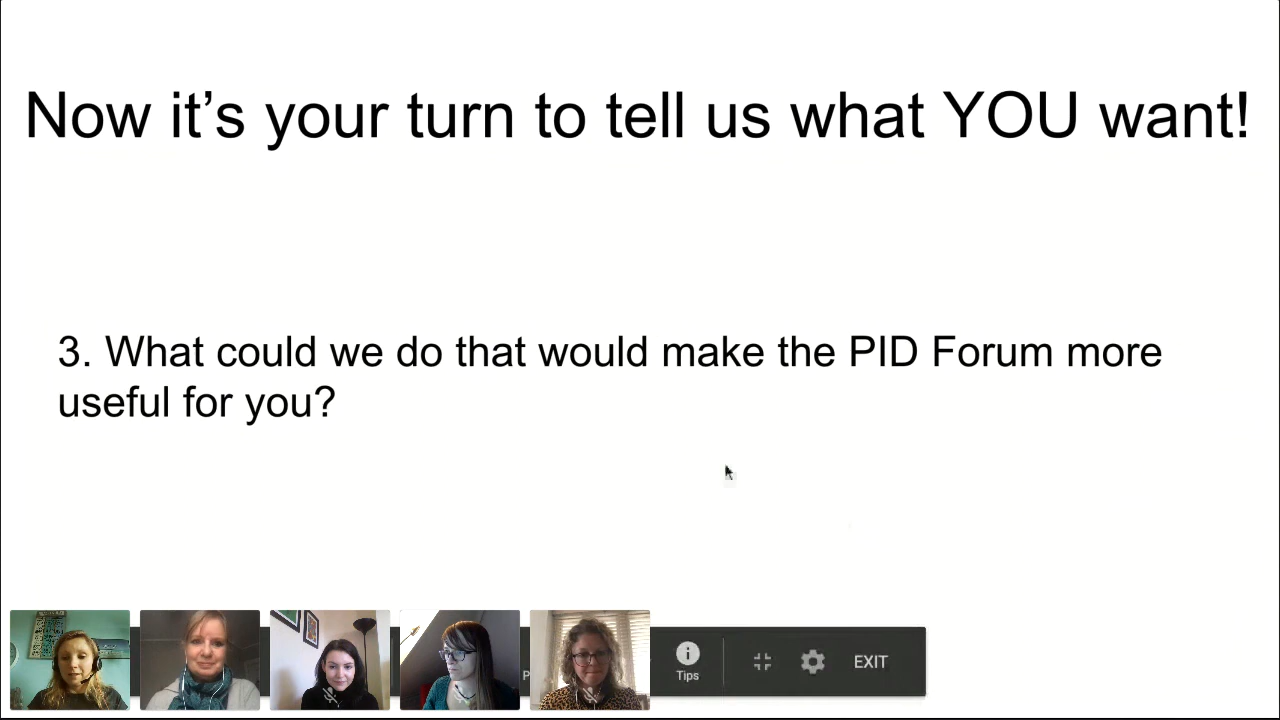 Now it’s your turn to tell us what YOU want!
3. What could we do that would make the PID Forum more
useful for you?
P
Tips
EXIT